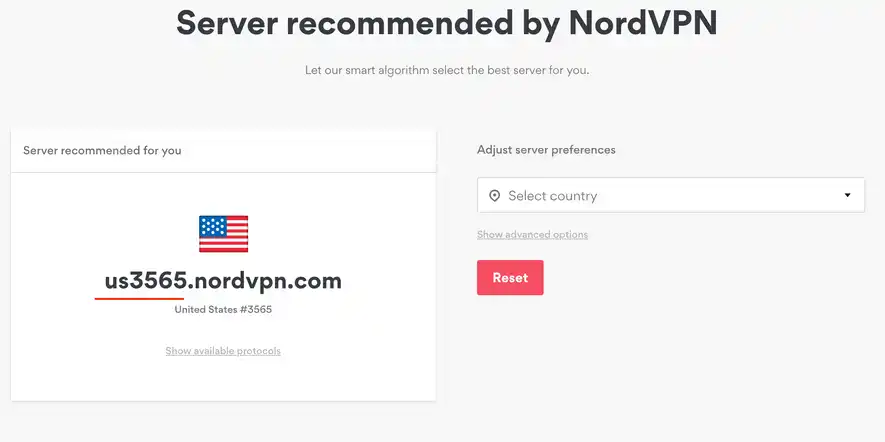 Server recommended by NordVPN
Let our smart algorithm select the best server for you.
Server recommended for you
us3565.nordvpn.com
United States #3565
Show available protocols
Adjust server preferences
Select country
Show advanced options
Reset